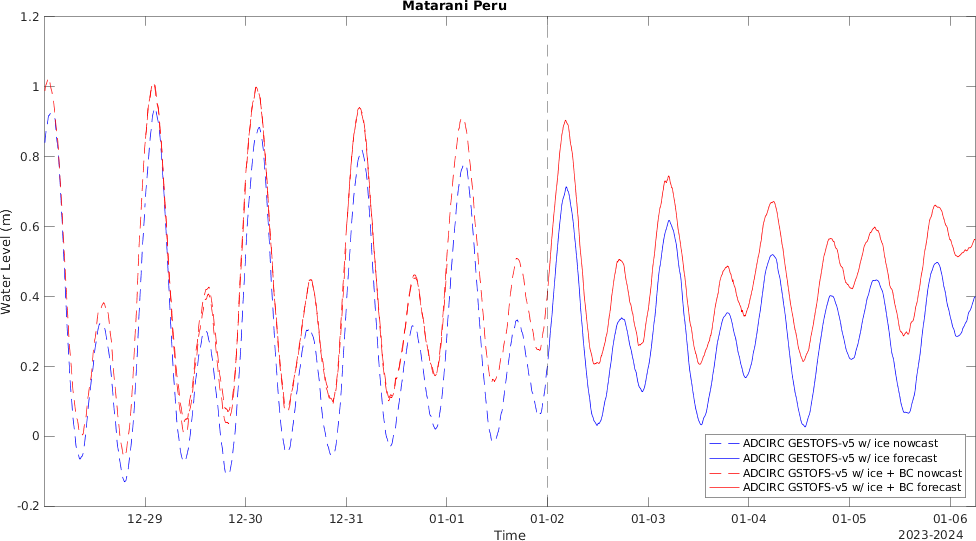 Matarani Peru
1.2
1
0.8
0.6
0.4
0.2
0
-0.2
Water Level (m)
12-29
12-30
12-31
01-01
01-02
01-03
01-04
01-05
01-06
Time
2023-2024
ADCIRC GESTOFS-v5 w/ ice nowcast
ADCIRC GESTOFS-v5 w/ ice forecast
ADCIRC GSTOFS-v5 w/ ice + BC nowcast
ADCIRC GSTOFS-v5 w/ ice + BC forecast